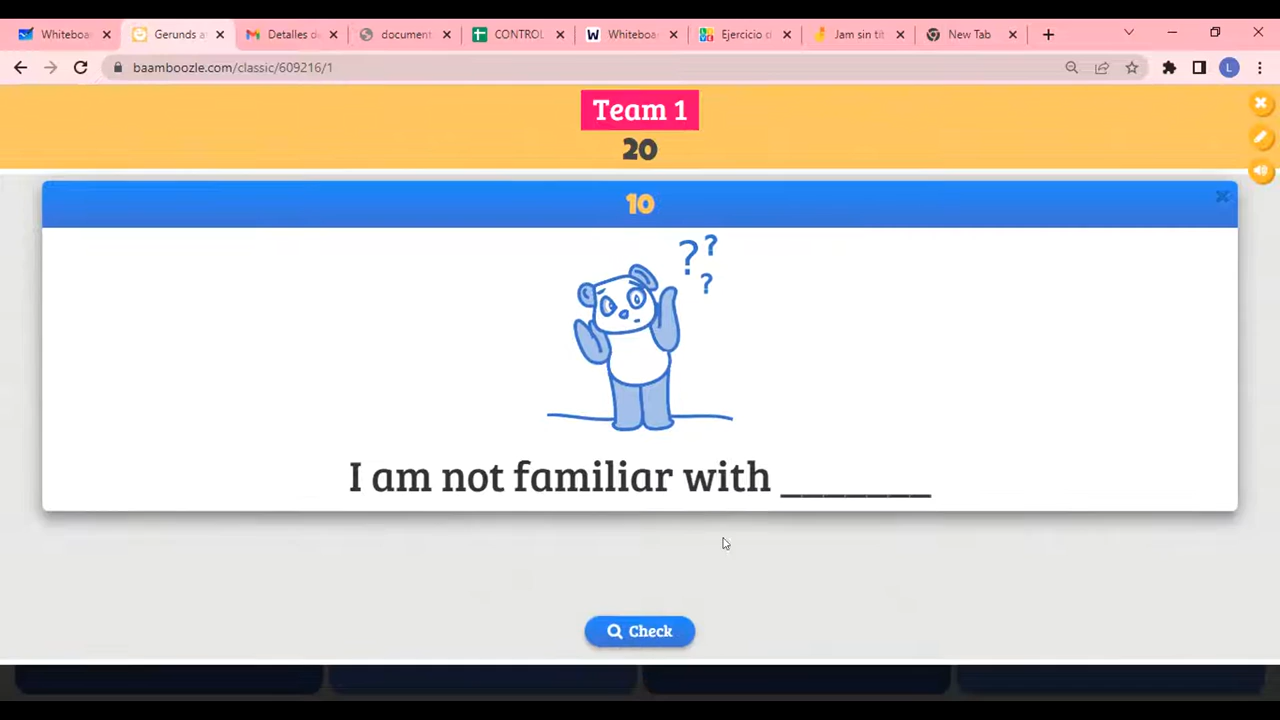 Whiteboa
Gerunds a
Detalles d
document
CONTROL
Whiteboa
Ejercicio d
Jam sin tit
New Tab
baamboozle.com/classic/609216/1
L
Team 1
20
10
? ?
?
I am not familiar with _______
Check